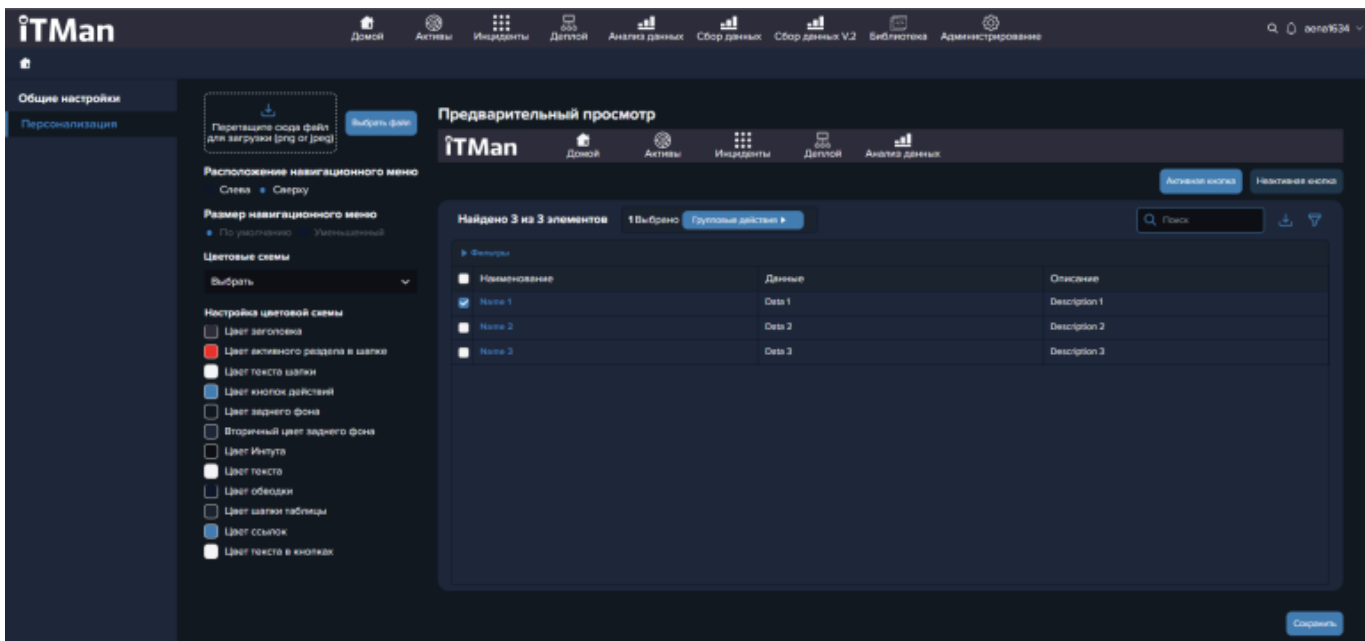 iTMan
Домой Активы Инциденты Деплой Анализ данных Сбор данных Сбор данных V.2 Библиотека Администрирование
Общие настройки
Персонализация
Перетащите сюда файл
для загрузки (png or jpeg)
Выбрать файл
Расположение навигационного меню
Слева Сверху
Размер навигационного меню
По умолчанию Уменьшенный
Цветовые схемы
Выбрать
Настройка цветовой схемы
Цвет заголовка
Цвет активного раздела в шапке
Цвет текста шапки
Цвет кнопок действий
Цвет заднего фона
Вторичный цвет заднего фона
Цвет Инпута
Цвет текста
Цвет обводки
Цвет шапки таблицы
Цвет ссылок
Цвет текста в кнопках
Предварительный просмотр
iTMan
Домой Активы Инциденты Деплой Анализ данных
Активная кнопка Неактивная кнопка
Найдено 3 из 3 элементов 1 Выбрано Групповые действия Поиск
Фильтры
Наименование Данные Описание
Name 1 Data 1 Description 1
Name 2 Data 2 Description 2
Name 3 Data 3 Description 3
Сохранить